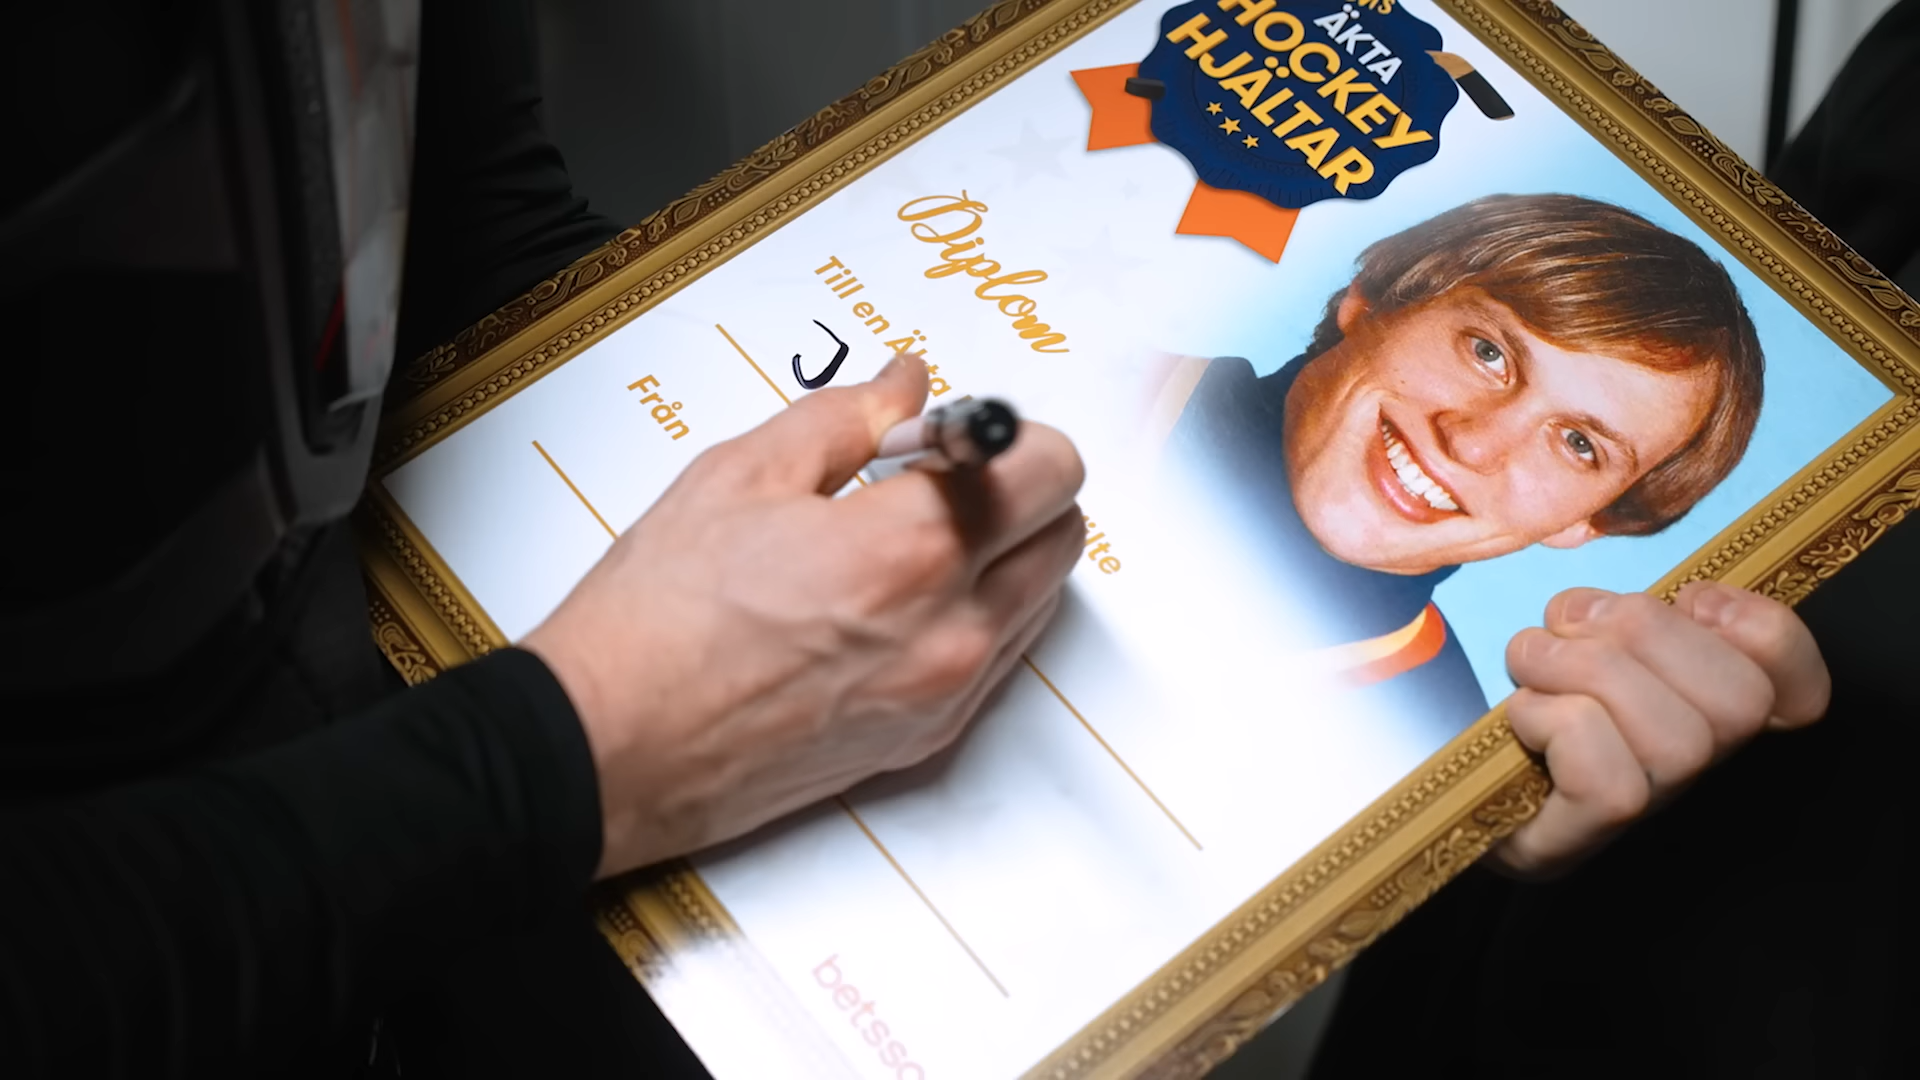 ÄKTA
HOCKEY
HJÄLTAR
Diplom
Till en Äkta
J
Från
betsso